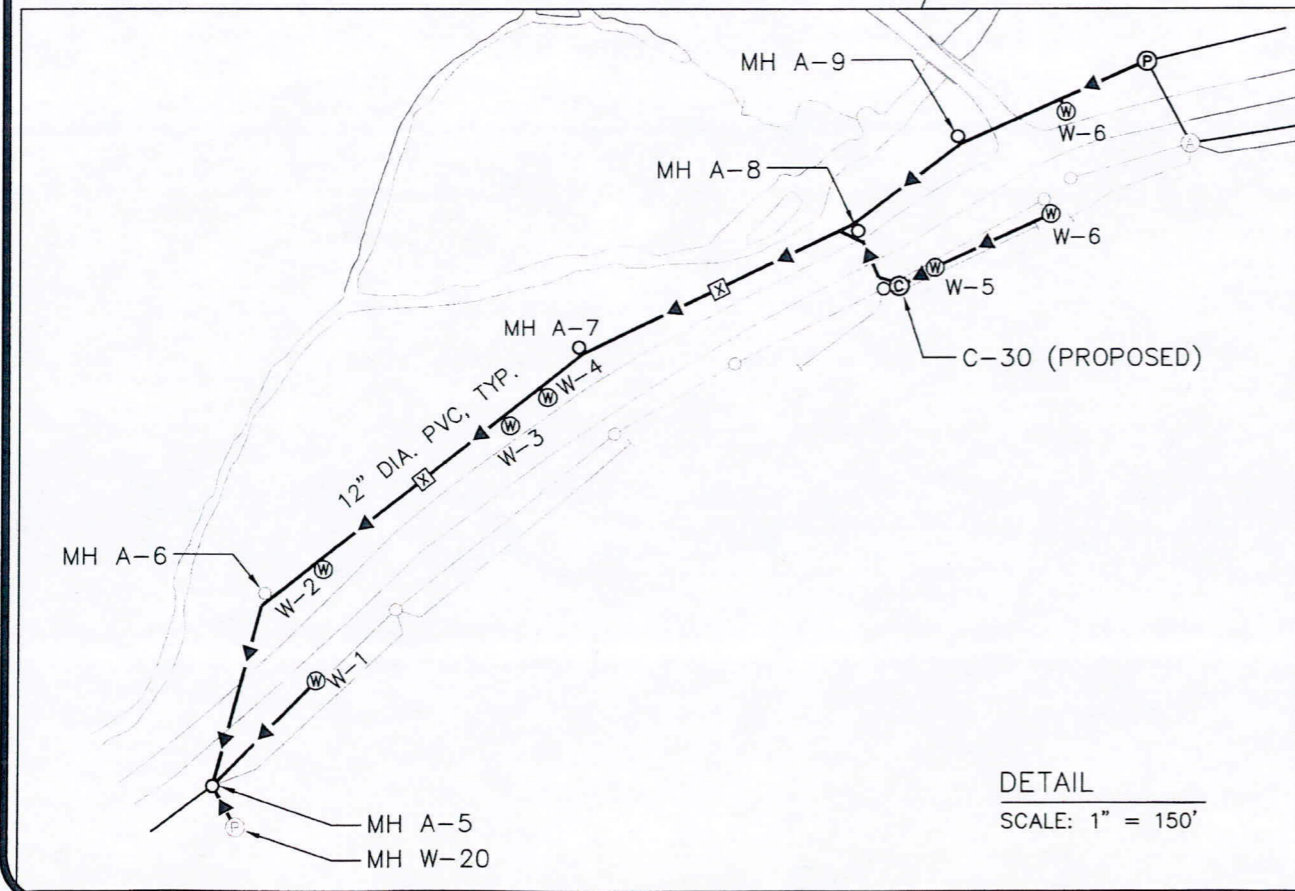 MH A-9
P
W
W-6
A
MH A-8
W
W-6
W
W-5
C
C-30 (PROPOSED)
X
MH A-7
W
W-4
W
W-3
12" DIA. PVC, TYP.
X
MH A-6
W
W-2
W
W-1
MH A-5
P
MH W-20
DETAIL
SCALE: 1" = 150'